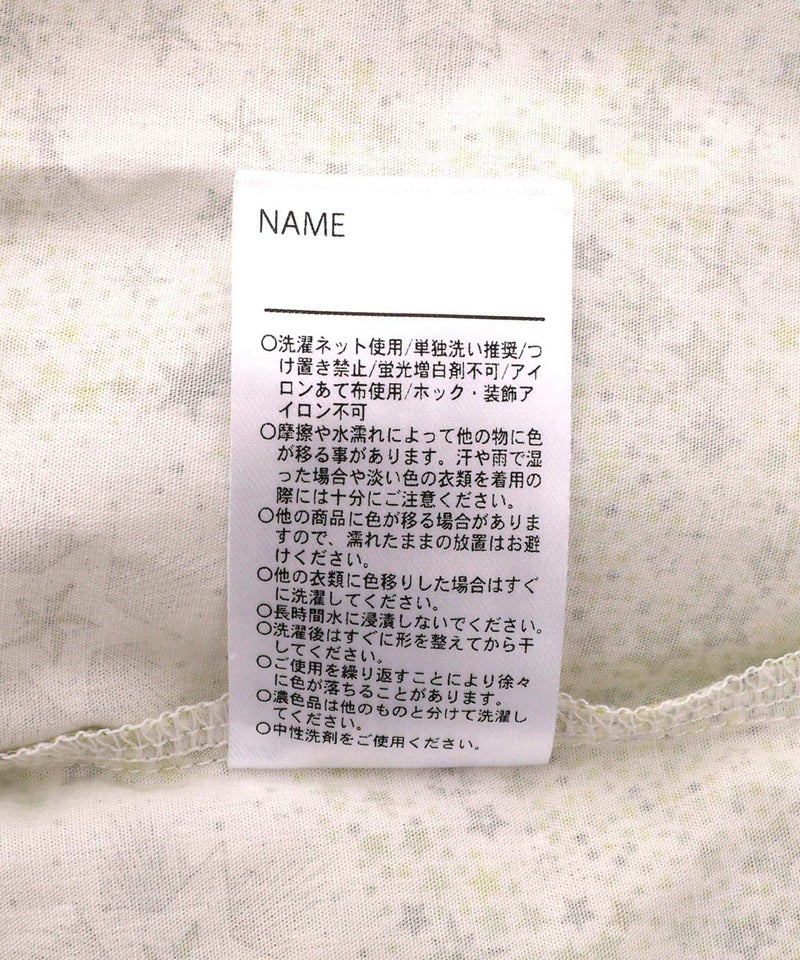 NAME
〇洗濯ネット使用/単独洗い推奨/つ
け置き禁止/蛍光増白剤不可/アイ
ロンあて布使用/ホック・装飾ア
イロン不可
〇摩擦や水濡れによって他の物に色
が移る事があります。汗や雨で湿
った場合や淡い色の衣類を着用の
際には十分にご注意ください。
〇他の商品に色が移る場合がありま
すので、濡れたままの放置はお避
けください。
〇他の衣類に色移りした場合はすぐ
に洗濯してください。
〇長時間水に浸漬しないでください。
〇洗濯後はすぐに形を整えてから干
してください。
〇ご使用を繰り返すことにより徐々
に色が落ちることがあります。
〇濃色品は他のものと分けて洗濯し
てください。
〇中性洗剤をご使用ください。